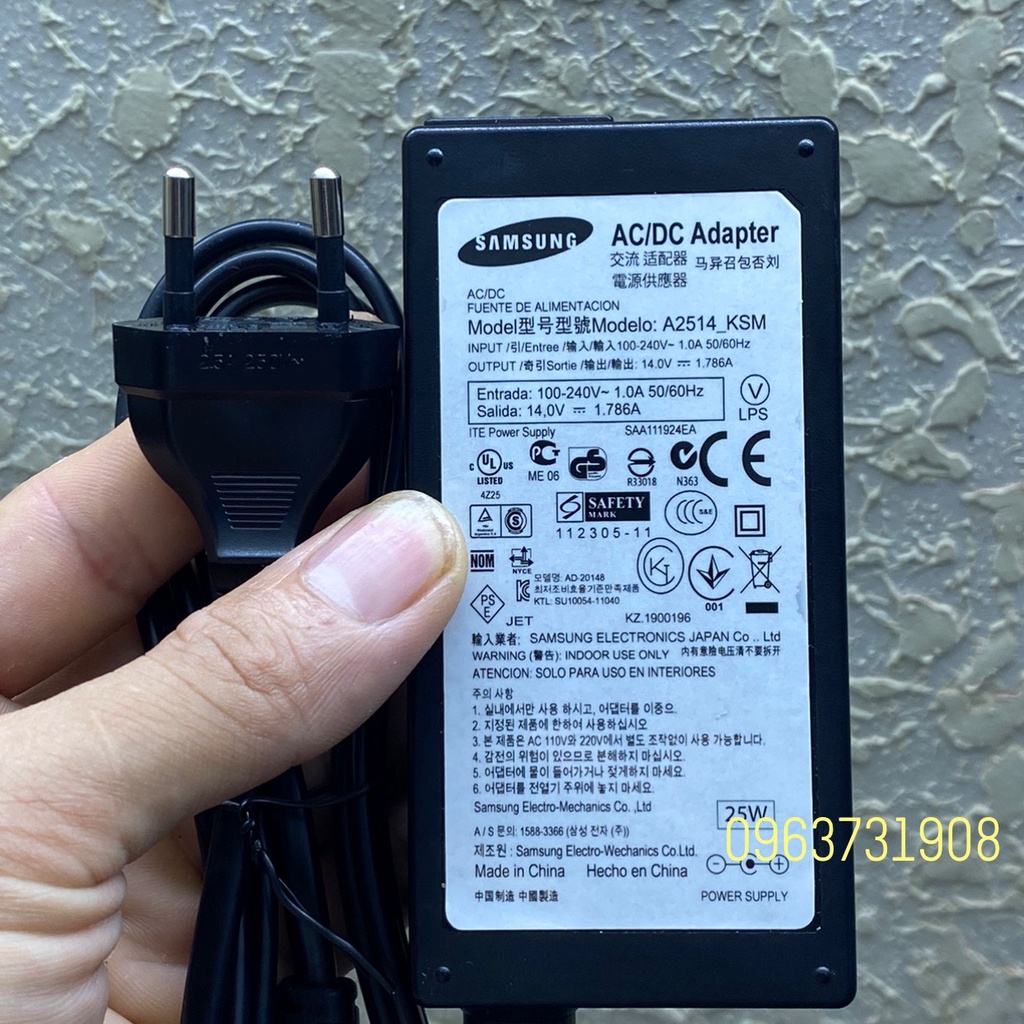 2.5A 250V~
SAMSUNG
AC/DC Adapter
交流 适配器 马异召包否刘
電源供應器
AC/DC
FUENTE DE ALIMENTACION
Model型号型號Modelo: A2514_KSM
INPUT /引/Entree /输入/輸入100-240V~ 1.0A 50/60Hz
OUTPUT /奇引Sortie /输出/輸出: 14.0V ⎓ 1.786A
Entrada: 100-240V~ 1.0A 50/60Hz
Salida: 14,0V ⎓ 1.786A
V
LPS
ITE Power Supply
SAA111924EA
c UL US
LISTED
4Z25
ME 06
GS
R33018
N363
CE
S
SAFETY
MARK
112305-11
CCC S&E
NOM
NYCE
PS
E
JET
모델명: AD-20148
최저조비효율기준만족제품
KTL: SU10054-11040
001
KZ.1900196
輸入業者: SAMSUNG ELECTRONICS JAPAN Co .. Ltd
WARNING (警告): INDOOR USE ONLY 内有意险电压清不要拆开
ATENCION: SOLO PARA USO EN INTERIORES
주의 사항
1. 실내에서만 사용 하시고, 어댑터를 이중으.
2. 지정된 제품에 한하여 사용하십시오
3. 본 제품은 AC 110V와 220V에서 별도 조작없이 사용 가능합니다.
4. 감전의 위험이 있으므로 분해하지 마십시오.
5. 어댑터에 물이 들어가거나 젖게하지 마세요.
6. 어댑터를 전열기 주위에 놓지 마세요.
Samsung Electro-Mechanics Co. ,Ltd
25W
0963731908
A / S 문의: 1588-3366 (삼성 전자 (주))
제조원 : Samsung Electro-Wechanics Co.Ltd.
Made in China Hecho en China
中国制造 中國製造
POWER SUPPLY